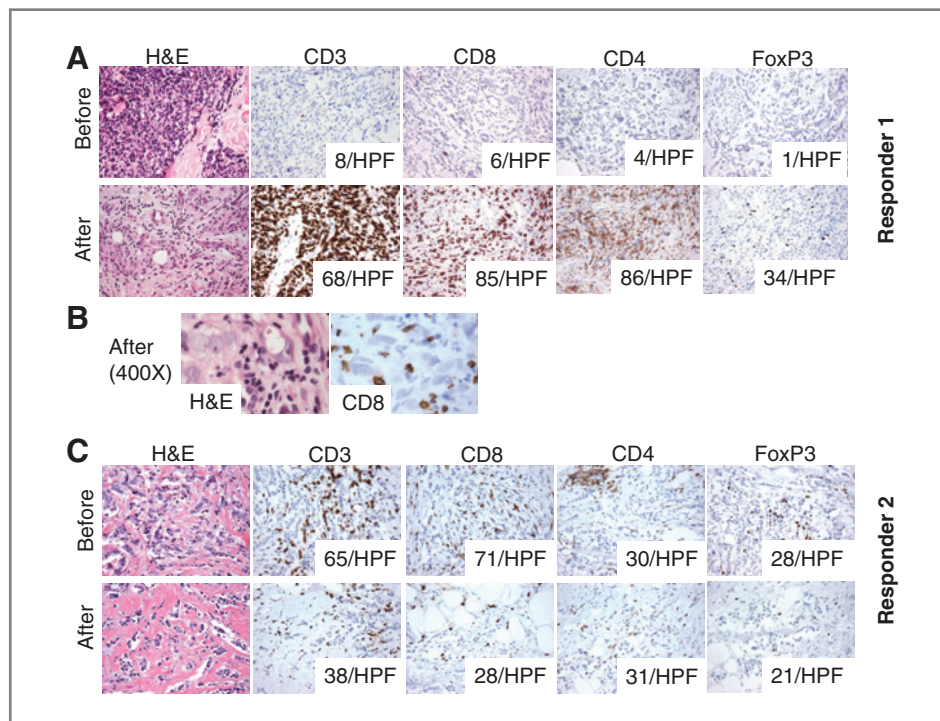 A
H&E CD3 CD8 CD4 FoxP3
Before
8/HPF 6/HPF 4/HPF 1/HPF
After
68/HPF 85/HPF 86/HPF 34/HPF
Responder 1
B
After
(400X)
H&E CD8
C
H&E CD3 CD8 CD4 FoxP3
Before
65/HPF 71/HPF 30/HPF 28/HPF
After
38/HPF 28/HPF 31/HPF 21/HPF
Responder 2